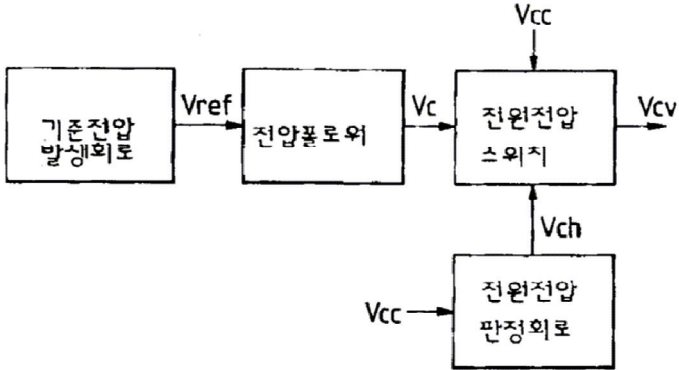 Vcc
기준전압
발생회로
Vref
전압폴로워
Vc
전원전압
스위치
Vcv
Vch
Vcc
전원전압
판정회로